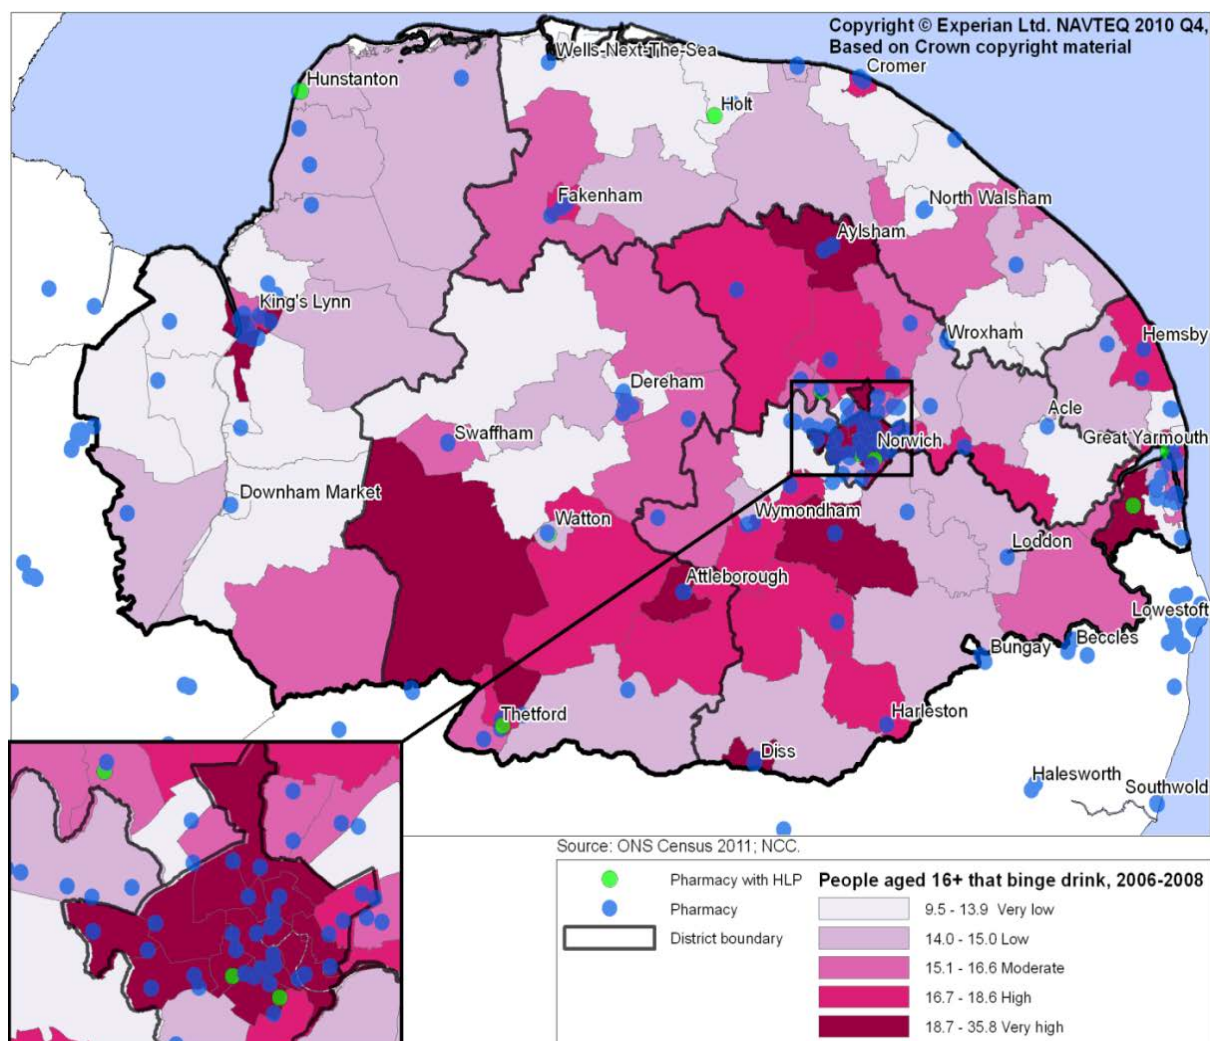 Copyright © Experian Ltd. NAVTEQ 2010 Q4,
Based on Crown copyright material
Wells-Next-The-Sea
Cromer
Hunstanton
Holt
Fakenham
North Walsham
Aylsham
King's Lynn
Wroxham
Hemsby
Dereham
Acle
Swaffham
Norwich
Great Yarmouth
Downham Market
Watton
Wymondham
Loddon
Attleborough
Lowestoft
Bungay
Beccles
Thetford
Harleston
Diss
Halesworth
Southwold
Source: ONS Census 2011; NCC.
Pharmacy with HLP
Pharmacy
District boundary
People aged 16+ that binge drink, 2006-2008
9.5 - 13.9 Very low
14.0 - 15.0 Low
15.1 - 16.6 Moderate
16.7 - 18.6 High
18.7 - 35.8 Very high